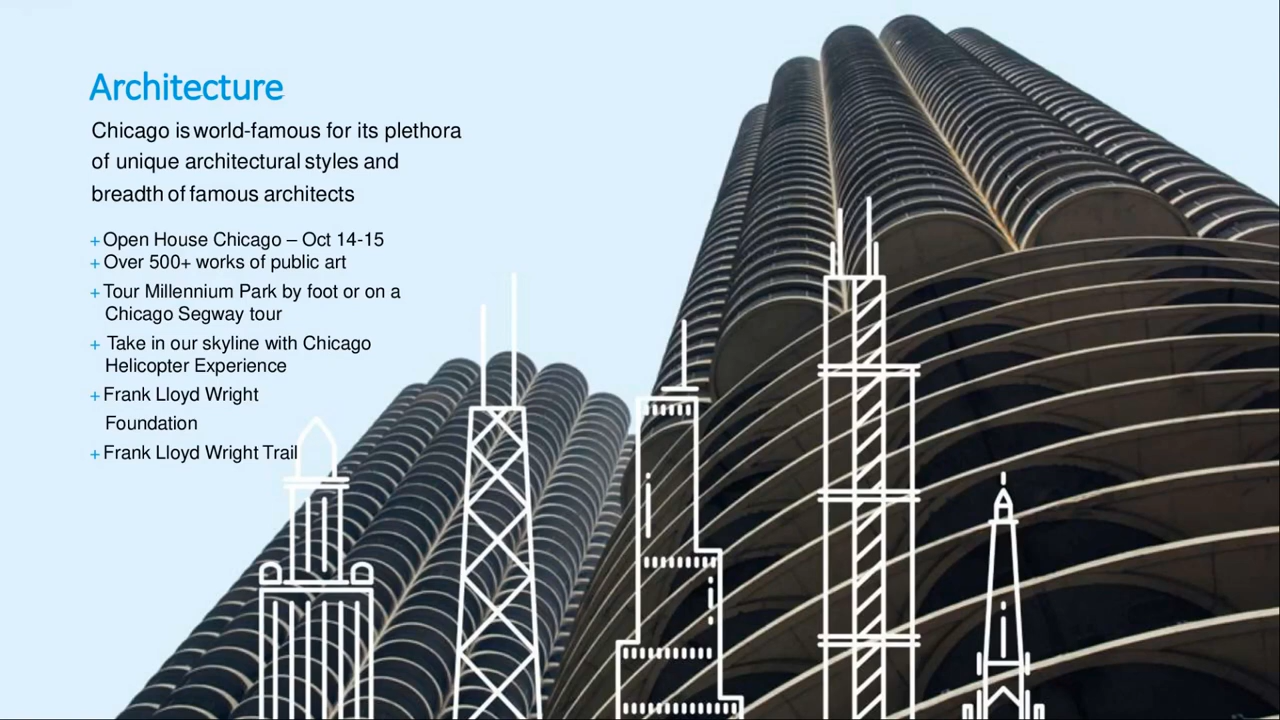 Architecture
Chicago is world-famous for its plethora
of unique architectural styles and
breadth of famous architects
+ Open House Chicago – Oct 14-15
+ Over 500+ works of public art
+ Tour Millennium Park by foot or on a
Chicago Segway tour
+ Take in our skyline with Chicago
Helicopter Experience
+ Frank Lloyd Wright
Foundation
+ Frank Lloyd Wright Trail